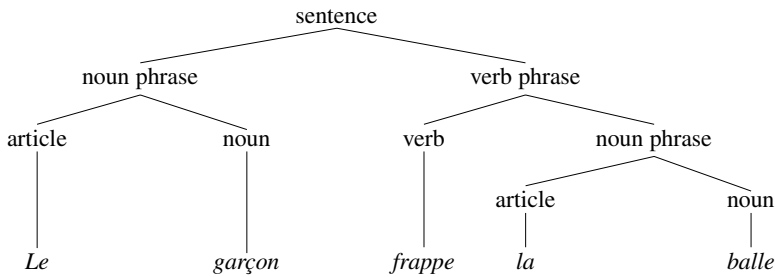 sentence
noun phrase verb phrase
article noun verb noun phrase
article noun
Le garçon frappe la balle